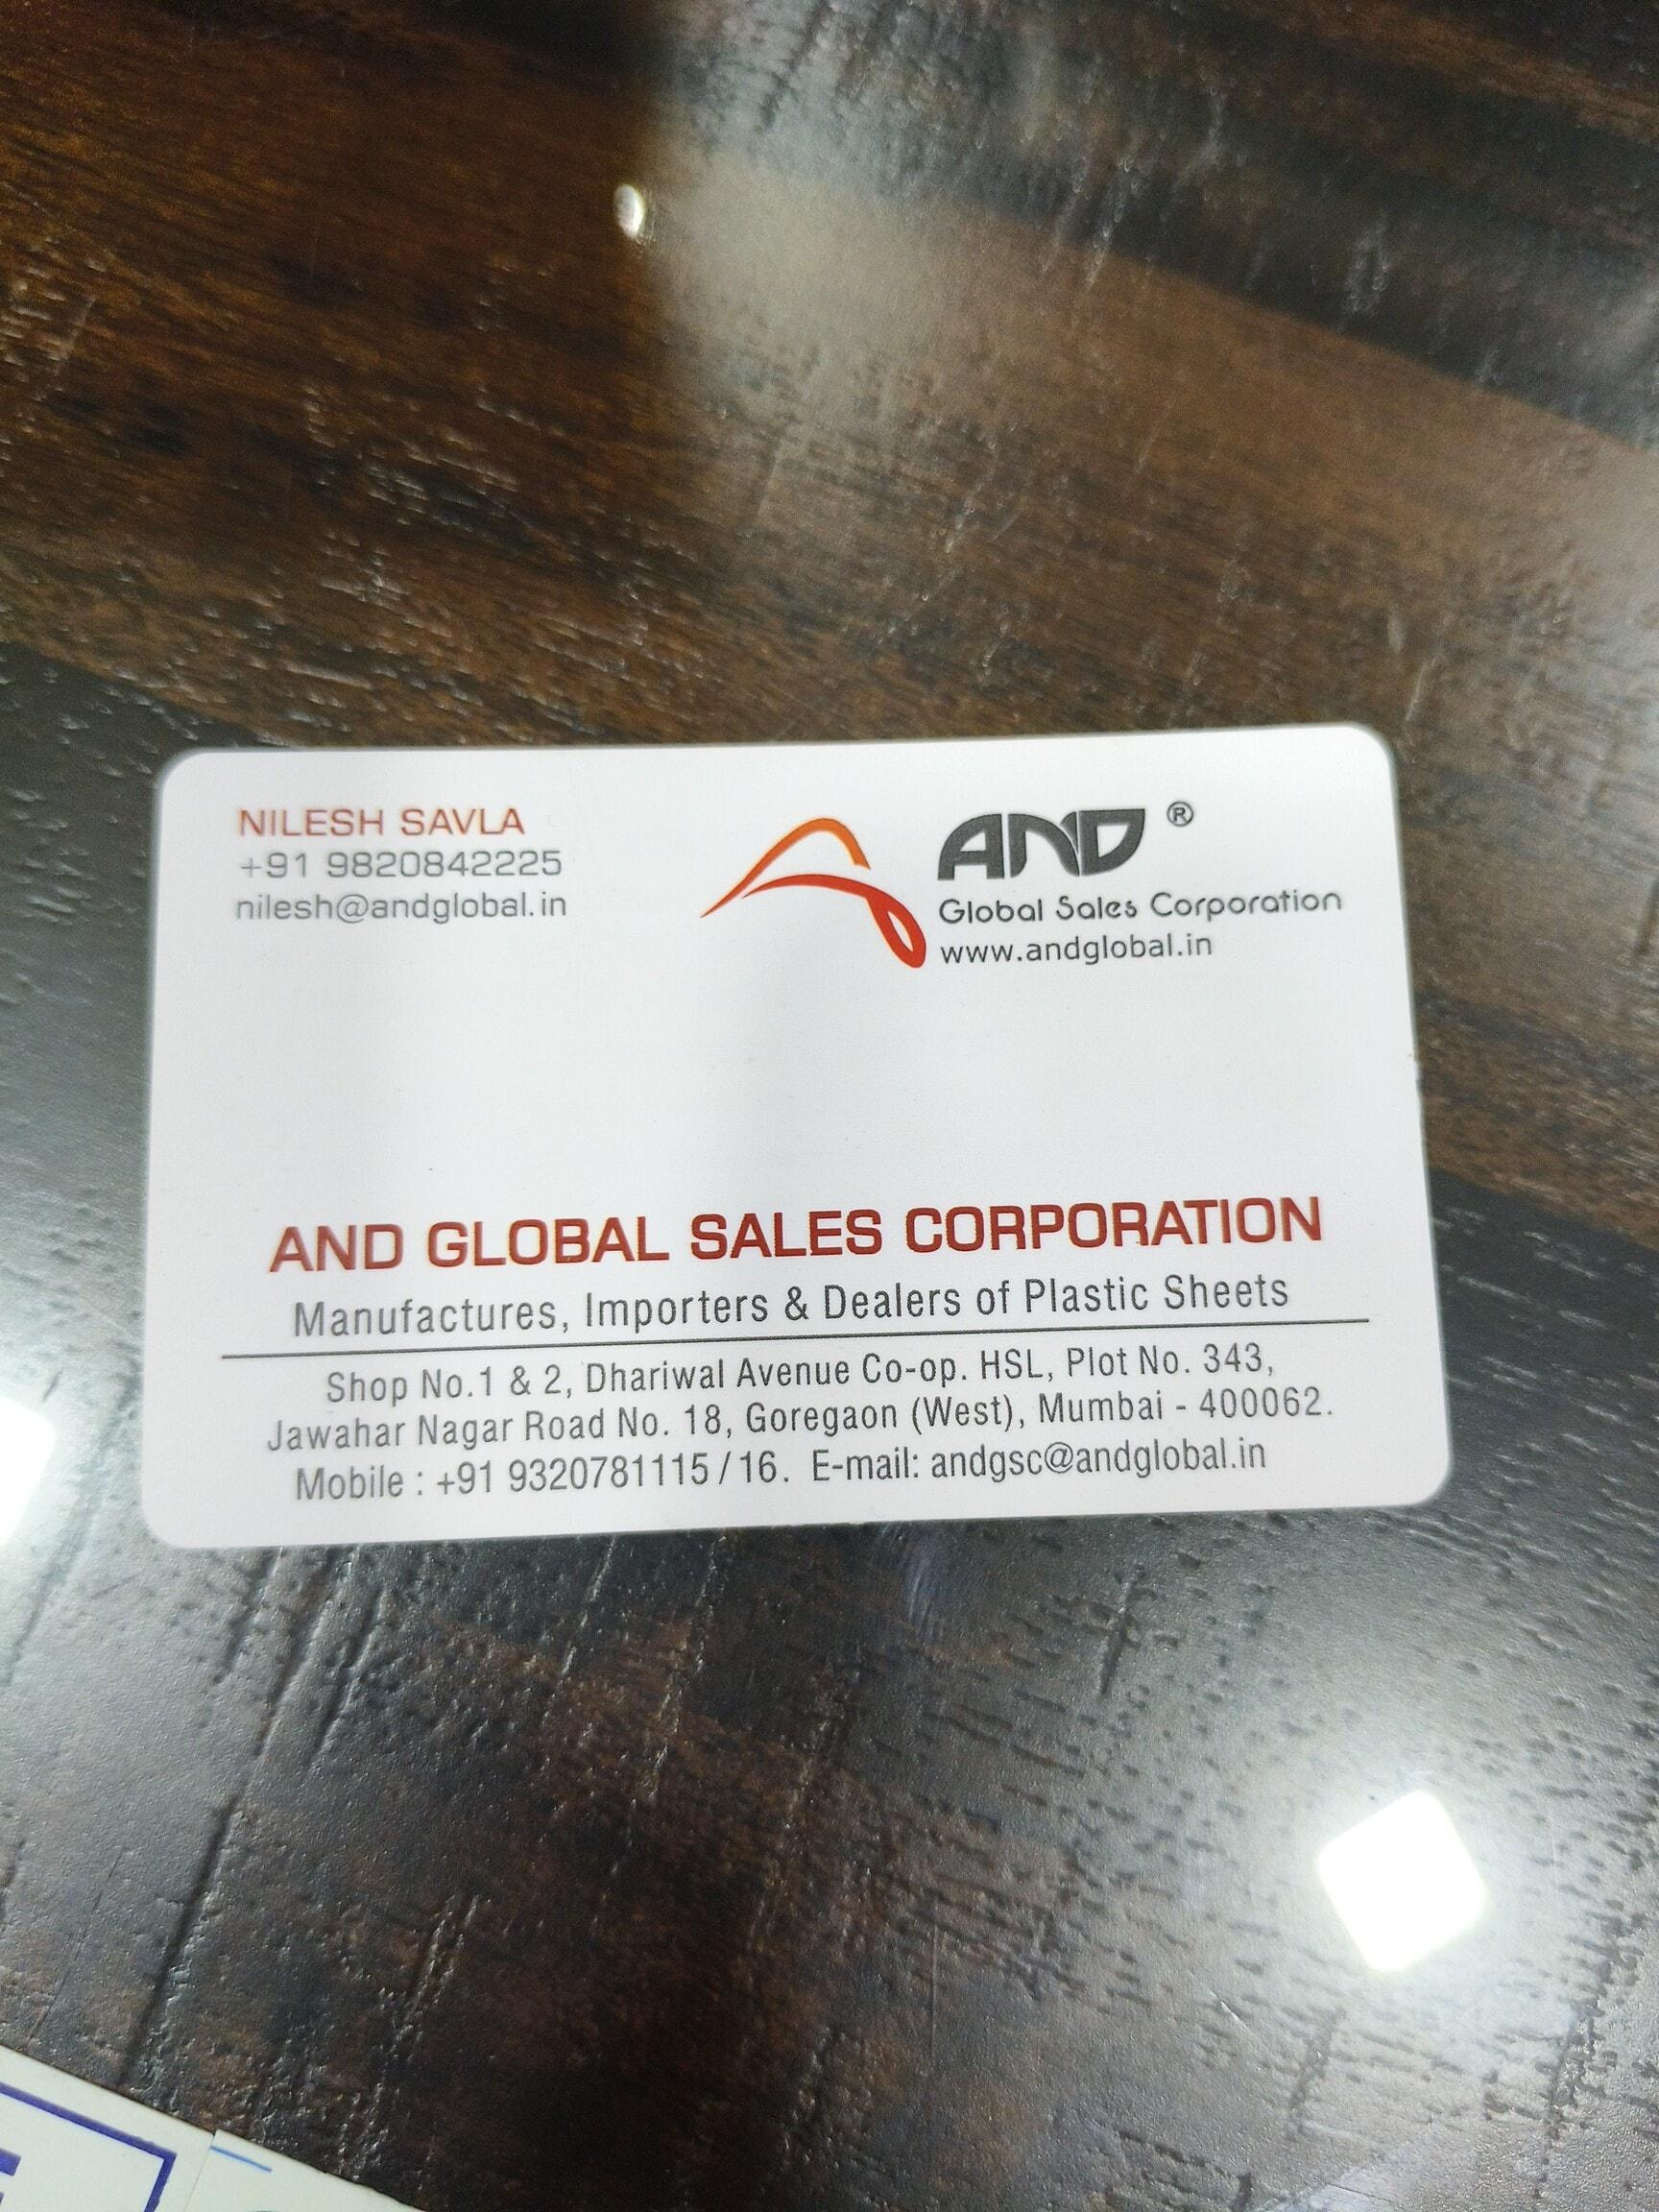 NILESH SAVLA
+91 9820842225
nilesh@andglobal.in
AND ®
Global Sales Corporation
www.andglobal.in
AND GLOBAL SALES CORPORATION
Manufactures, Importers & Dealers of Plastic Sheets
Shop No.1 & 2, Dhariwal Avenue Co-op. HSL, Plot No. 343,
Jawahar Nagar Road No. 18, Goregaon (West), Mumbai - 400062.
Mobile : +91 9320781115 / 16. E-mail: andgsc@andglobal.in